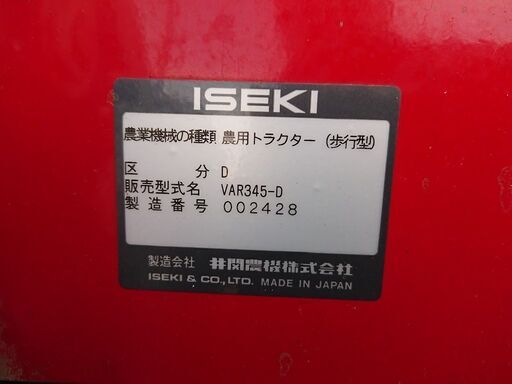 ISEKI
農業機械の種類 農用トラクター (歩行型)
区 分 D
販売型式名 VAR345-D
製造番号 002428
製造会社 井関農機株式会社
ISEKI & CO., LTD. MADE IN JAPAN